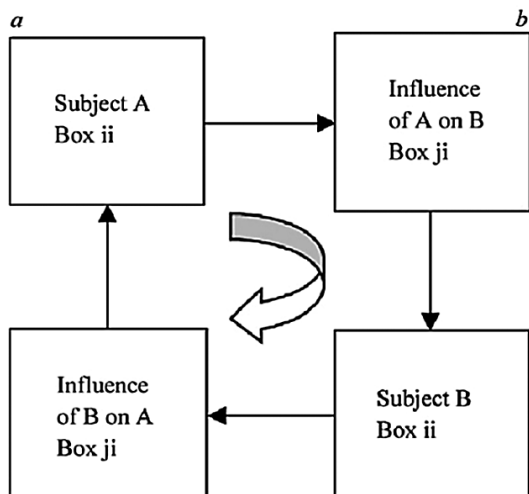 a
b
Subject A
Box ii
Influence
of A on B
Box ji
Influence
of B on A
Box ji
Subject B
Box ii